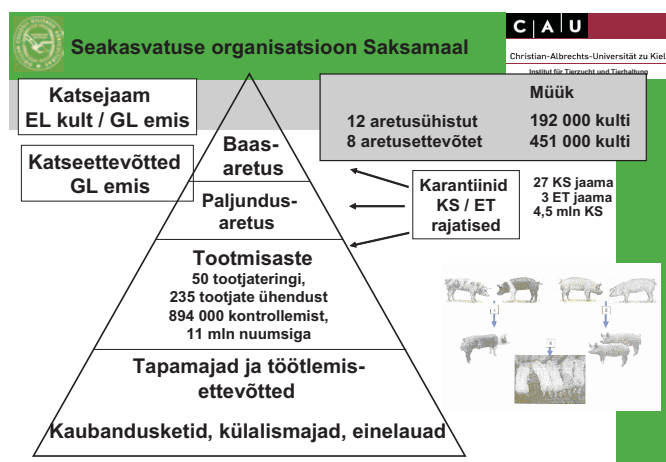 Seakasvatuse organisatsioon Saksamaal
C | A | U
Christian-Albrechts-Universität zu Kiel
Institut für Tierzucht und Tierhaltung
Katsejaam
EL kult / GL emis
Müük
12 aretusühistut 192 000 kulti
8 aretusettevõtet 451 000 kulti
Katseettevõtted
GL emis
Baas-
aretus
Karantiinid
KS / ET
rajatised
27 KS jaama
3 ET jaama
4,5 mln KS
Paljundus-
aretus
Tootmisaste
50 tootjateringi,
235 tootjate ühendust
894 000 kontrollemist,
11 mln nuumsiga
Tapamajad ja töötlemis-
ettevõtted
Kaubandusketid, külalismajad, einelauad